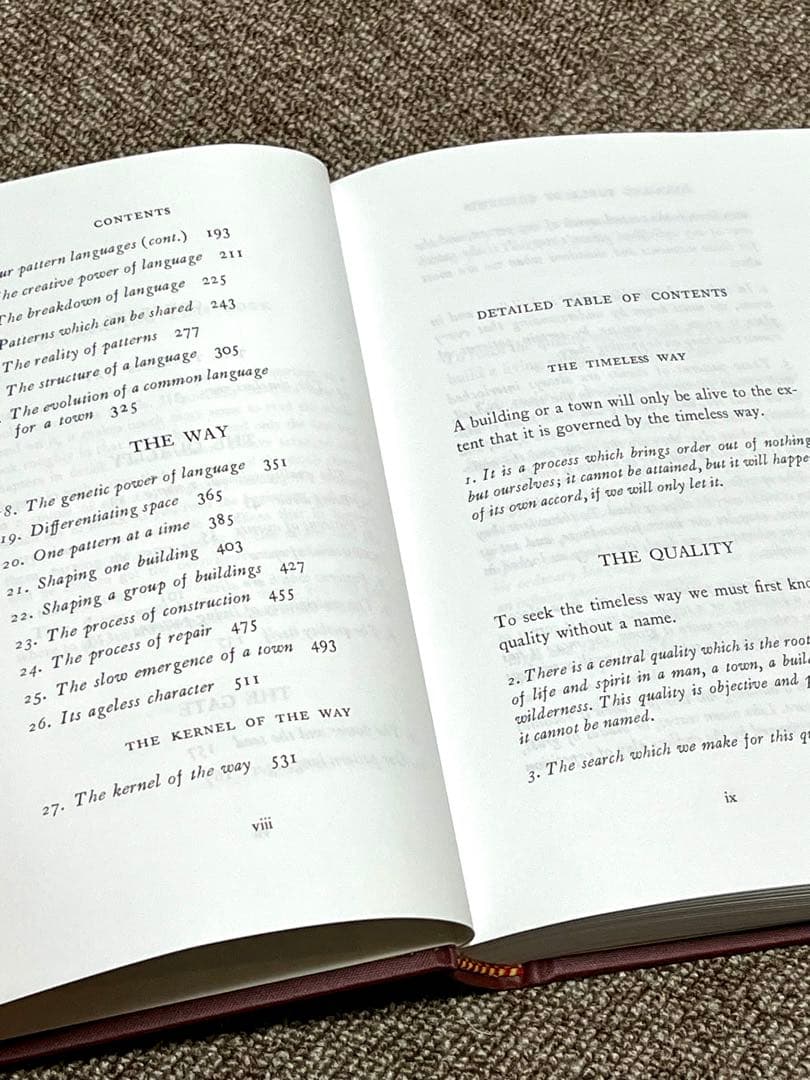 CONTENTS
pattern languages (cont.) 193
The creative power of language 211
The breakdown of language 225
Patterns which can be shared 243
The reality of patterns 277
The structure of a language 305
The evolution of a common language
for a town 325
THE WAY
8. The genetic power of language 351
19. Differentiating space 365
20. One pattern at a time 385
21. Shaping one building 403
22. Shaping a group of buildings 427
23. The process of construction 455
24. The process of repair 475
25. The slow emergence of a town 493
26. Its ageless character 511
THE KERNEL OF THE WAY
27. The kernel of the way 531
viii
DETAILED TABLE OF CONTENTS
THE TIMELESS WAY
A building or a town will only be alive to the ex-
tent that it is governed by the timeless way.
1. It is a process which brings order out of nothing
but ourselves; it cannot be attained, but it will happe
of its own accord, if we will only let it.
THE QUALITY
To seek the timeless way we must first kno
quality without a name.
2. There is a central quality which is the root
of life and spirit in a man, a town, a buil
wilderness. This quality is objective and
it cannot be named.
3. The search which we make for this qu
ix